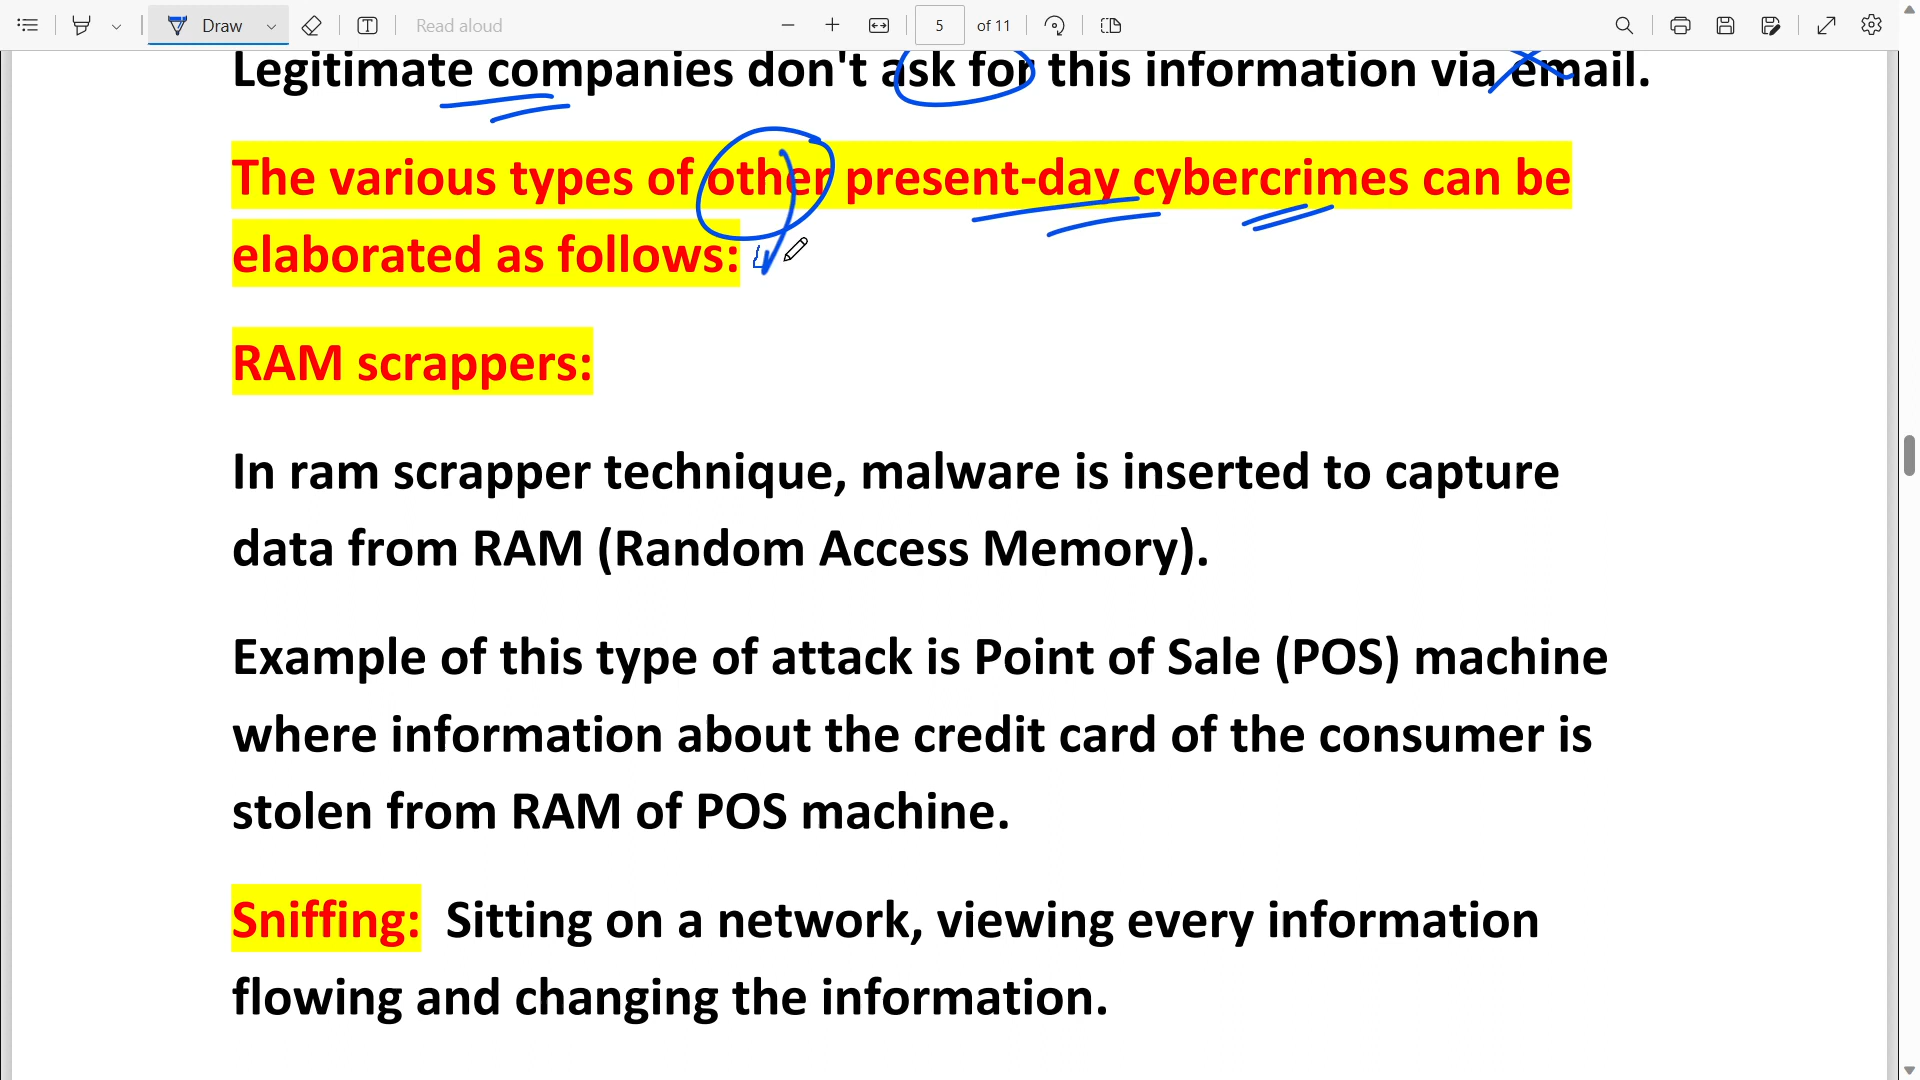 Draw
Read aloud
5
of 11
Legitimate companies don't ask for this information via email.
The various types of other present-day cybercrimes can be
elaborated as follows:
RAM scrappers:
In ram scrapper technique, malware is inserted to capture
data from RAM (Random Access Memory).
Example of this type of attack is Point of Sale (POS) machine
where information about the credit card of the consumer is
stolen from RAM of POS machine.
Sniffing: Sitting on a network, viewing every information
flowing and changing the information.